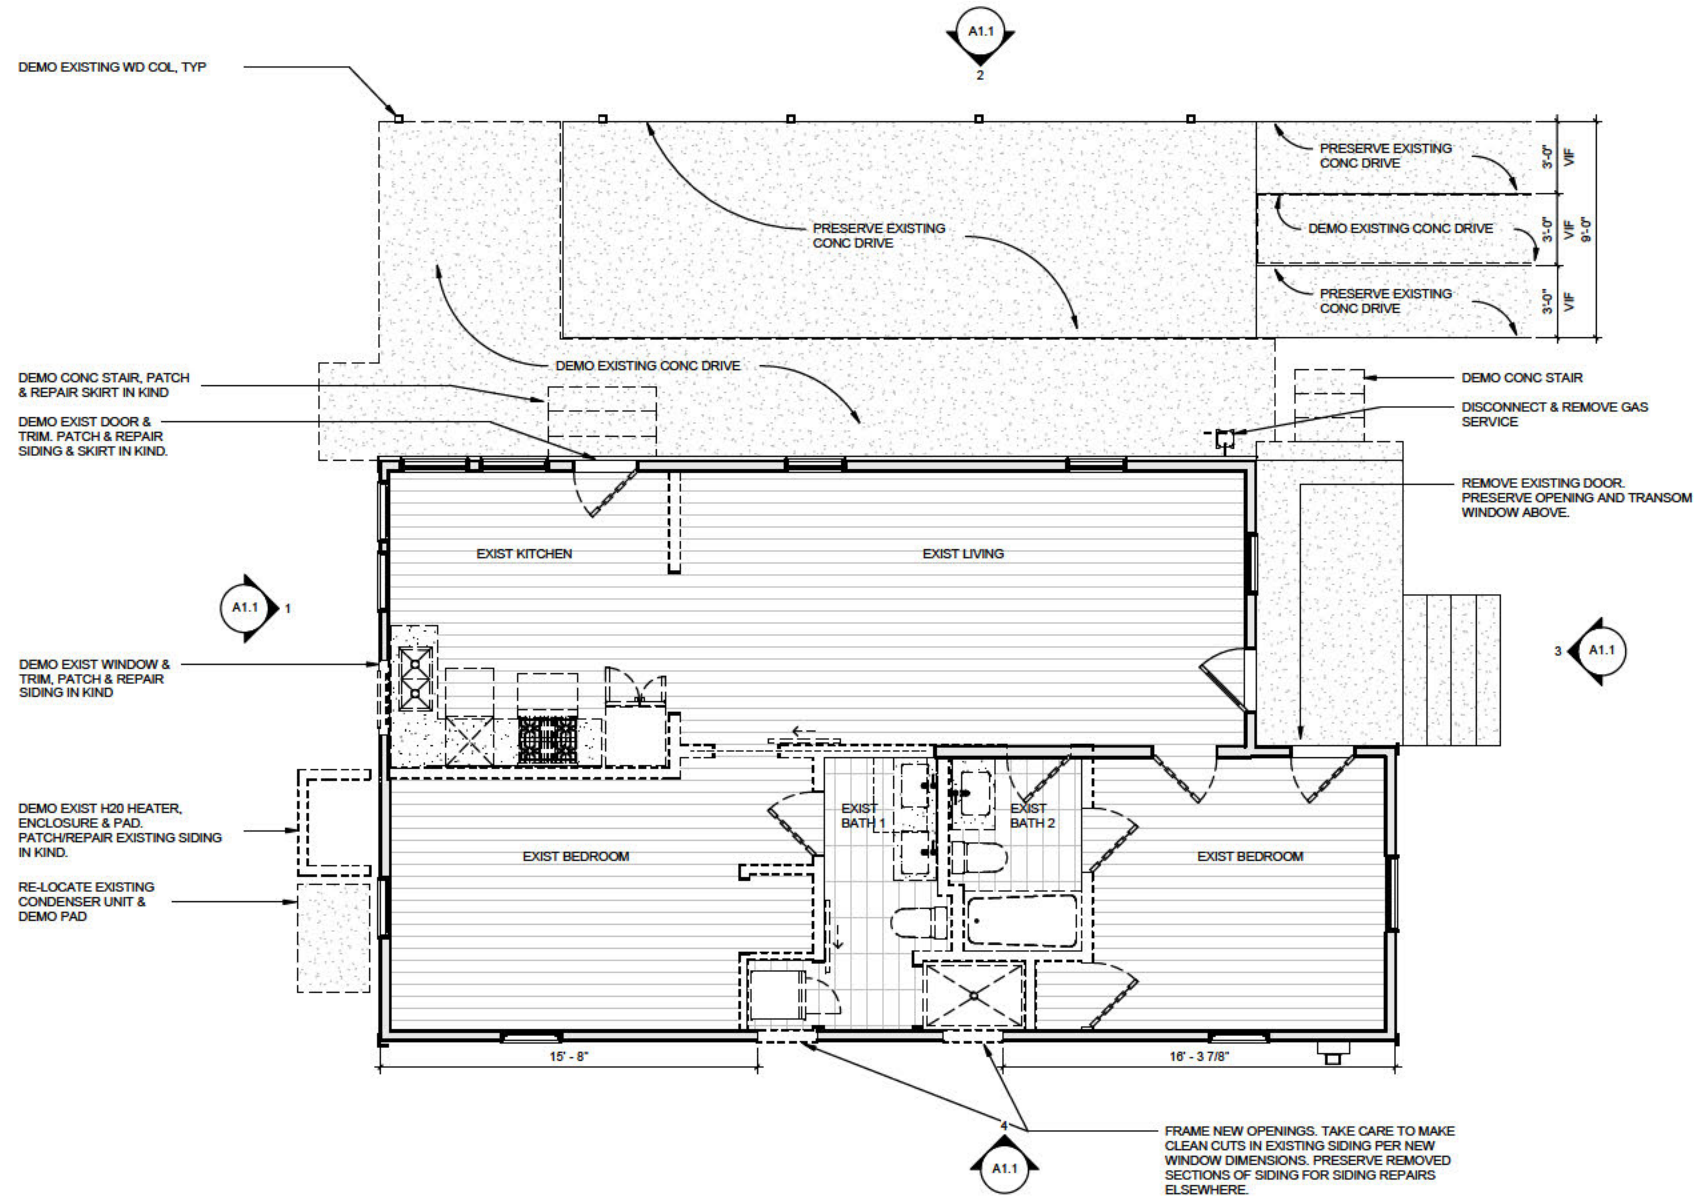 A1.1
2
DEMO EXISTING WD COL, TYP
PRESERVE EXISTING
CONC DRIVE
3'-0"
VIF
PRESERVE EXISTING
CONC DRIVE
DEMO EXISTING CONC DRIVE
3'-0"
VIF
9'-0"
PRESERVE EXISTING
CONC DRIVE
3'-0"
VIF
DEMO EXISTING CONC DRIVE
DEMO CONC STAIR, PATCH
& REPAIR SKIRT IN KIND
DEMO EXIST DOOR &
TRIM. PATCH & REPAIR
SIDING & SKIRT IN KIND.
DEMO CONC STAIR
DISCONNECT & REMOVE GAS
SERVICE
REMOVE EXISTING DOOR.
PRESERVE OPENING AND TRANSOM
WINDOW ABOVE.
EXIST KITCHEN
EXIST LIVING
A1.1
1
3
A1.1
DEMO EXIST WINDOW &
TRIM, PATCH & REPAIR
SIDING IN KIND
DEMO EXIST H20 HEATER,
ENCLOSURE & PAD.
PATCH/REPAIR EXISTING SIDING
IN KIND.
EXIST
BATH 1
EXIST
BATH 2
EXIST BEDROOM
EXIST BEDROOM
RE-LOCATE EXISTING
CONDENSER UNIT &
DEMO PAD
15' - 8"
16' - 3 7/8"
4
A1.1
FRAME NEW OPENINGS. TAKE CARE TO MAKE
CLEAN CUTS IN EXISTING SIDING PER NEW
WINDOW DIMENSIONS. PRESERVE REMOVED
SECTIONS OF SIDING FOR SIDING REPAIRS
ELSEWHERE.